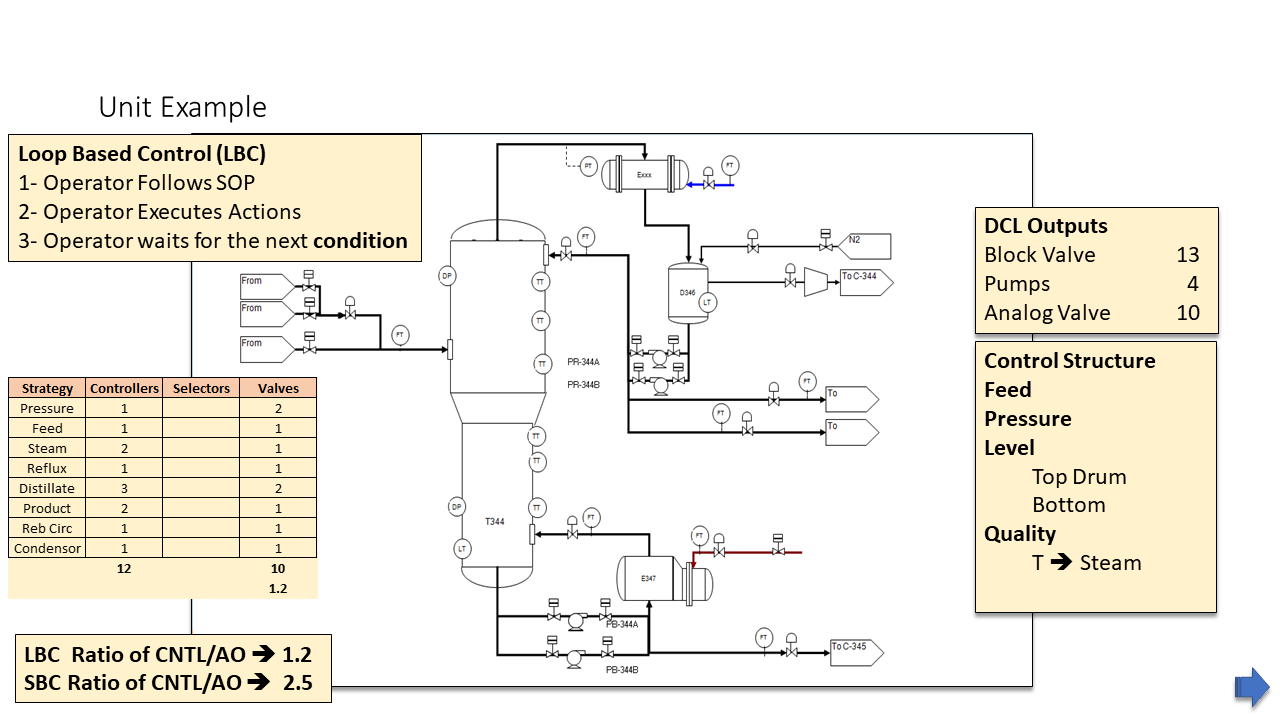 Unit Example
Loop Based Control (LBC)
1- Operator Follows SOP
2- Operator Executes Actions
3- Operator waits for the next condition
From
From
From
FT
DP
PT
Exxx
FT
FT
N2
To C-344
D346
LT
TT
TT
TT
PR-344A
PR-344B
FT
To
FT
To
TT
TT
DP
TT
T344
LT
FT
FT
E347
PB-344A
PB-344B
FT
To C-345
Strategy Controllers Selectors Valves
Pressure 1 2
Feed 1 1
Steam 2 1
Reflux 1 1
Distillate 3 2
Product 2 1
Reb Circ 1 1
Condensor 1 1
12 10
1.2
LBC Ratio of CNTL/AO ➔ 1.2
SBC Ratio of CNTL/AO ➔ 2.5
DCL Outputs
Block Valve 13
Pumps 4
Analog Valve 10
Control Structure
Feed
Pressure
Level
Top Drum
Bottom
Quality
T ➔ Steam